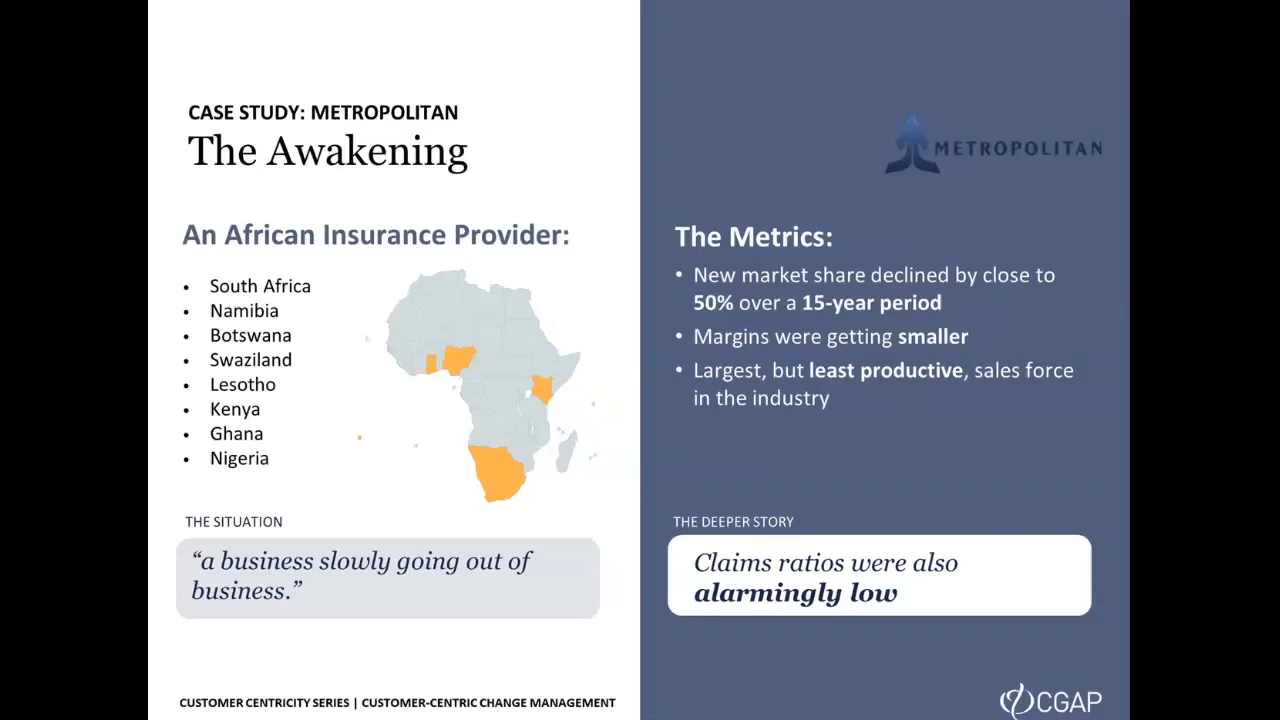 CASE STUDY: METROPOLITAN
The Awakening
An African Insurance Provider:
• South Africa
• Namibia
• Botswana
• Swaziland
• Lesotho
• Kenya
• Ghana
• Nigeria
THE SITUATION
“a business slowly going out of
business.”
CUSTOMER CENTRICITY SERIES | CUSTOMER-CENTRIC CHANGE MANAGEMENT
METROPOLITAN
The Metrics:
• New market share declined by close to
50% over a 15-year period
• Margins were getting smaller
• Largest, but least productive, sales force
in the industry
THE DEEPER STORY
Claims ratios were also
alarmingly low
CGAP